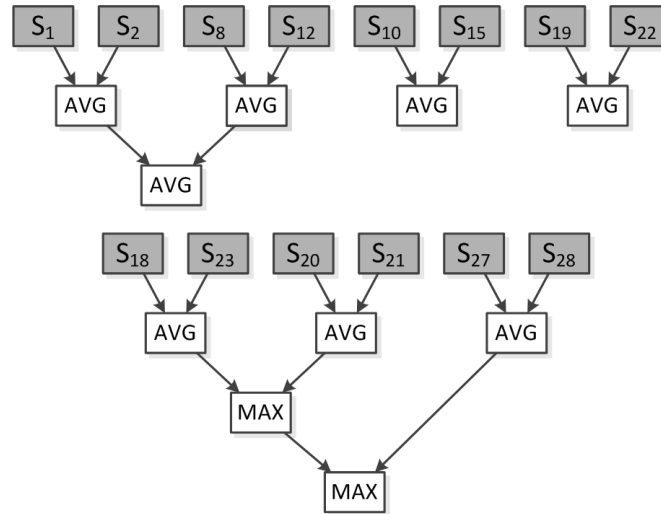 S1 S2 S8 S12 S10 S15 S19 S22
AVG AVG AVG AVG
AVG
S18 S23 S20 S21 S27 S28
AVG AVG AVG
MAX
MAX